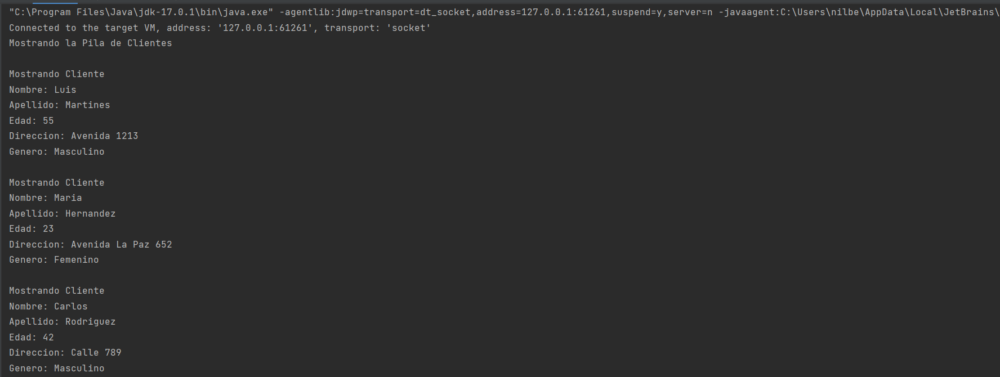 "C:\Program Files\Java\jdk-17.0.1\bin\java.exe" -agentlib:jdwp=transport=dt_socket,address=127.0.0.1:61261,suspend=y,server=n -javaagent:C:\Users\nilbe\AppData\Local\JetBrains\
Connected to the target VM, address: '127.0.0.1:61261', transport: 'socket'
Mostrando la Pila de Clientes
Mostrando Cliente
Nombre: Luis
Apellido: Martines
Edad: 55
Direccion: Avenida 1213
Genero: Masculino
Mostrando Cliente
Nombre: Maria
Apellido: Hernandez
Edad: 23
Direccion: Avenida La Paz 652
Genero: Femenino
Mostrando Cliente
Nombre: Carlos
Apellido: Rodriguez
Edad: 42
Direccion: Calle 789
Genero: Masculino